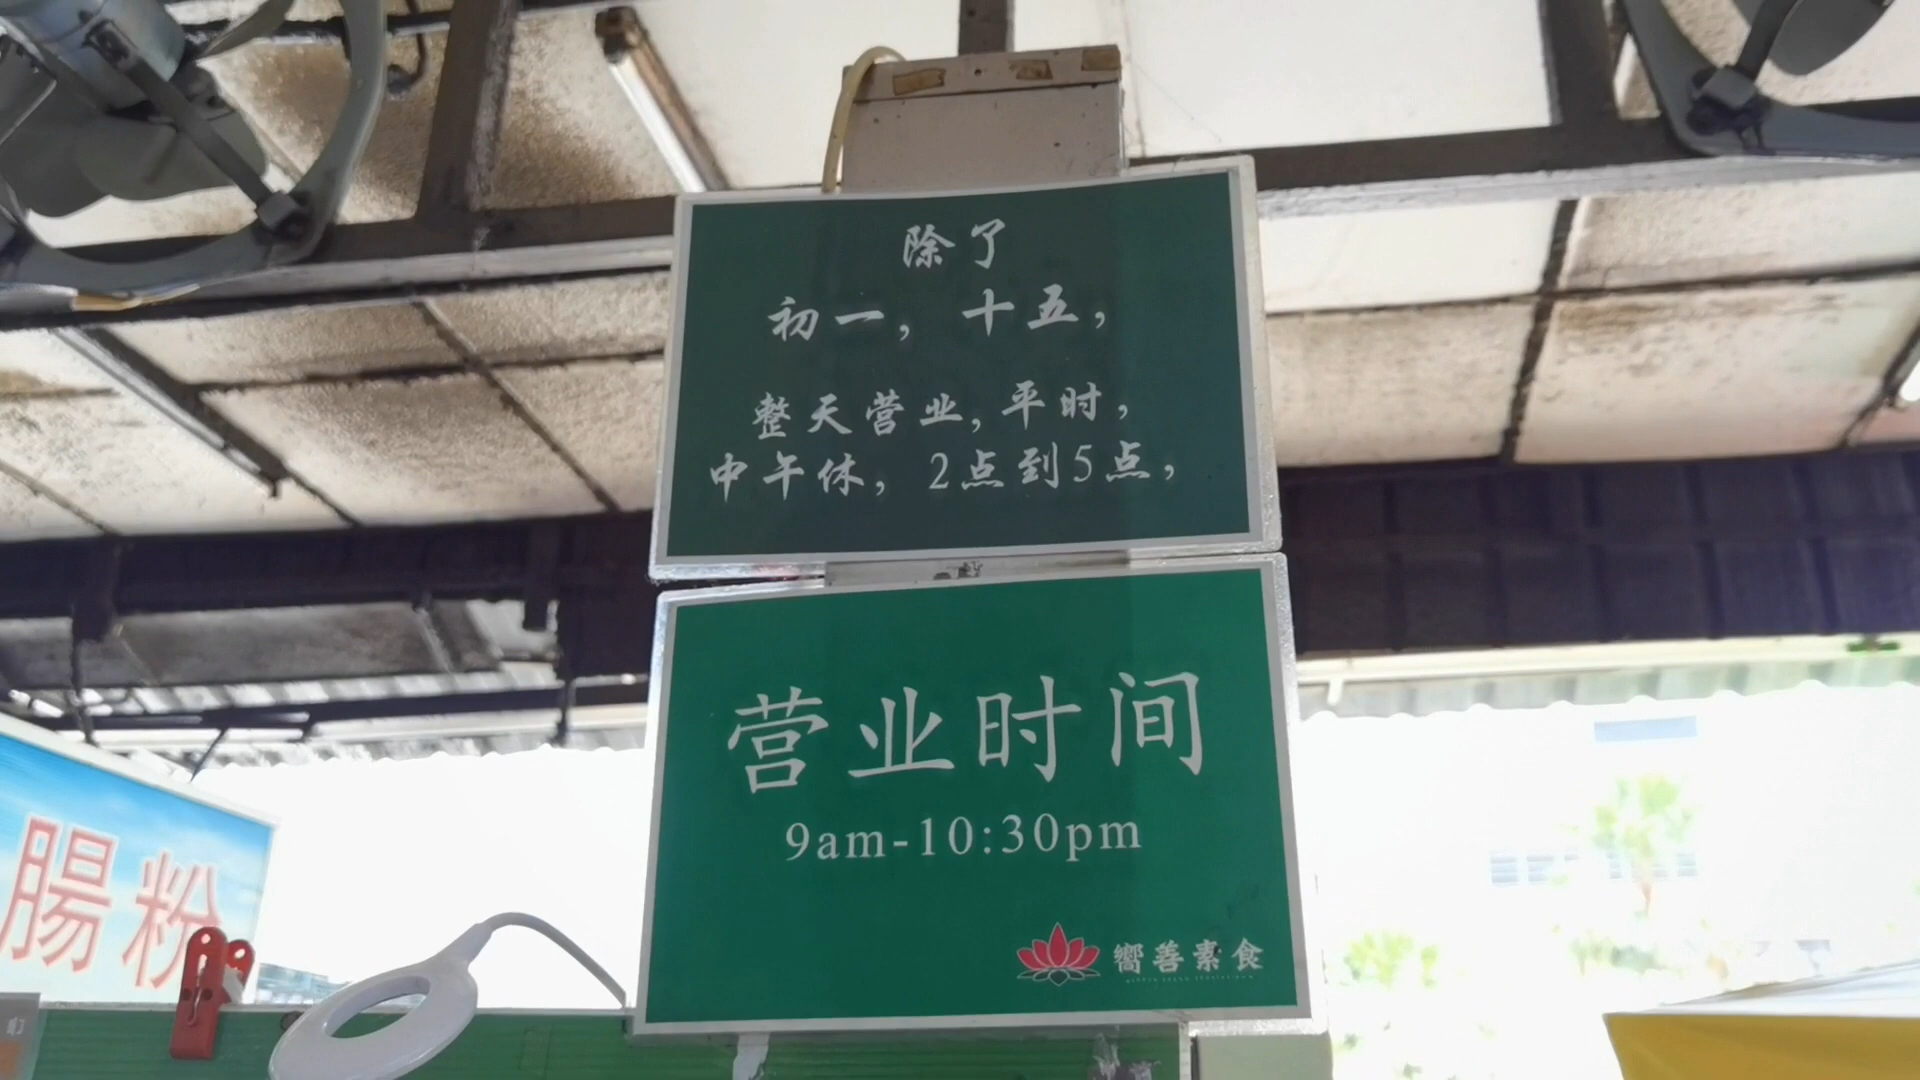 除了
初一，十五，
整天营业,平时，
中午休，2点到5点，
营业时间
9am-10:30pm
嚮善素食
腸粉